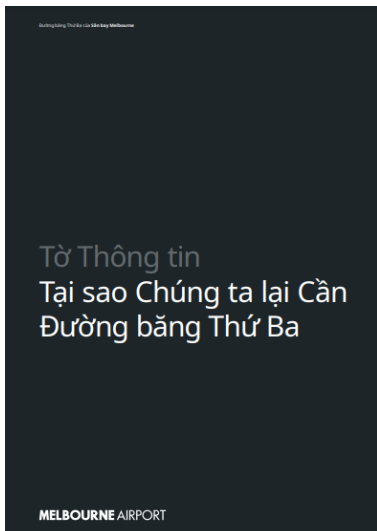 Đường băng Thứ Ba của Sân bay Melbourne
Tờ Thông tin
Tại sao Chúng ta lại Cần
Đường băng Thứ Ba
MELBOURNE AIRPORT